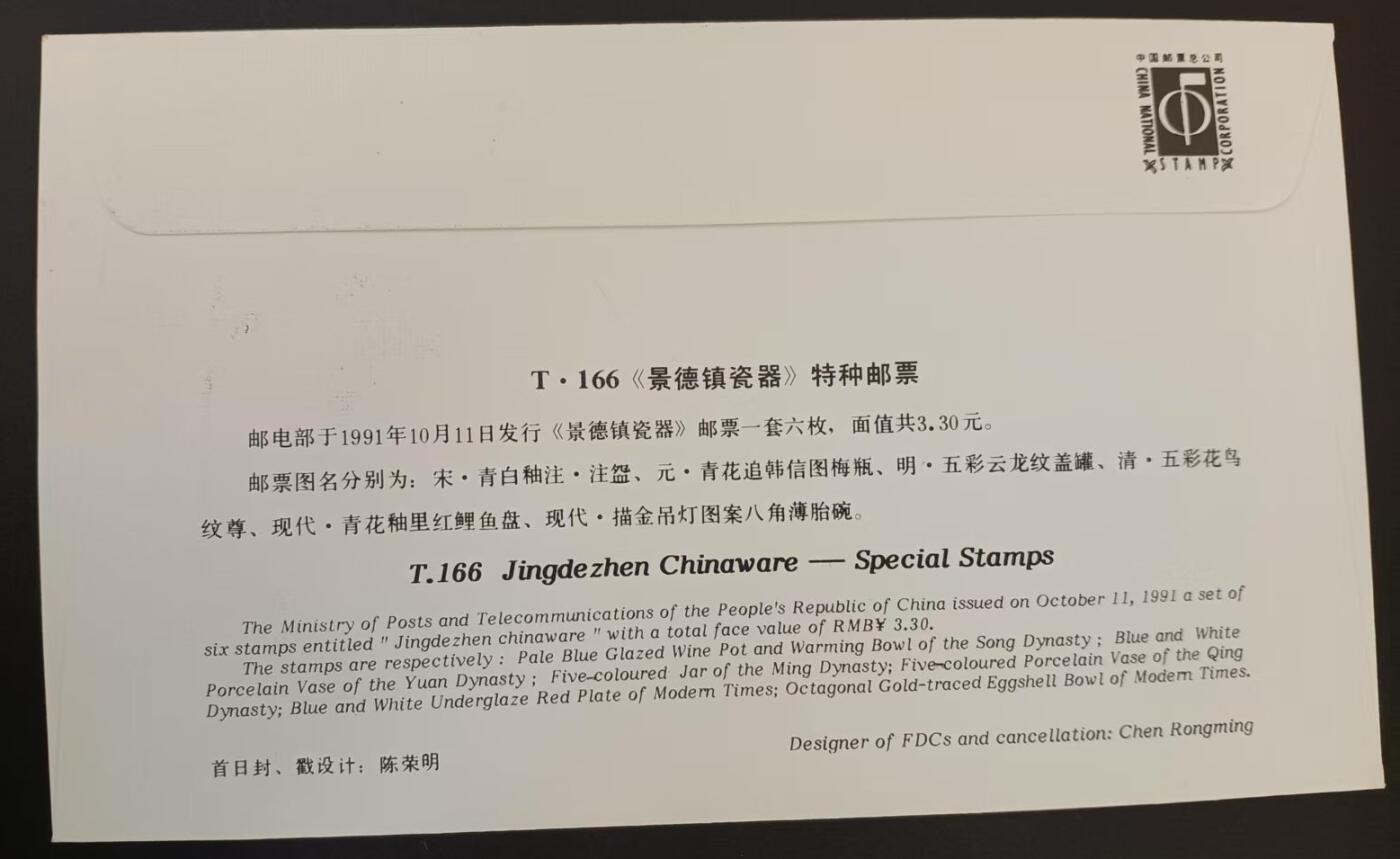 中国邮票总公司
CHINA NATIONAL
STAMP
CORPORATION
T·166《景德镇瓷器》特种邮票
邮电部于1991年10月11日发行《景德镇瓷器》邮票一套六枚，面值共3.30元。
邮票图名分别为：宋·青白釉注·注盌、元·青花追韩信图梅瓶、明·五彩云龙纹盖罐、清·五彩花鸟
纹尊、现代·青花釉里红鲤鱼盘、现代·描金吊灯图案八角薄胎碗。
T.166 Jingdezhen Chinaware — Special Stamps
The Ministry of Posts and Telecommunications of the People's Republic of China issued on October 11, 1991 a set of
six stamps entitled " Jingdezhen chinaware " with a total face value of RMB¥ 3.30.
The stamps are respectively : Pale Blue Glazed Wine Pot and Warming Bowl of the Song Dynasty ; Blue and White
Porcelain Vase of the Yuan Dynasty ; Five-coloured Jar of the Ming Dynasty; Five-coloured Porcelain Vase of the Qing
Dynasty; Blue and White Underglaze Red Plate of Modern Times; Octagonal Gold-traced Eggshell Bowl of Modern Times.
Designer of FDCs and cancellation: Chen Rongming
首日封、戳设计：陈荣明